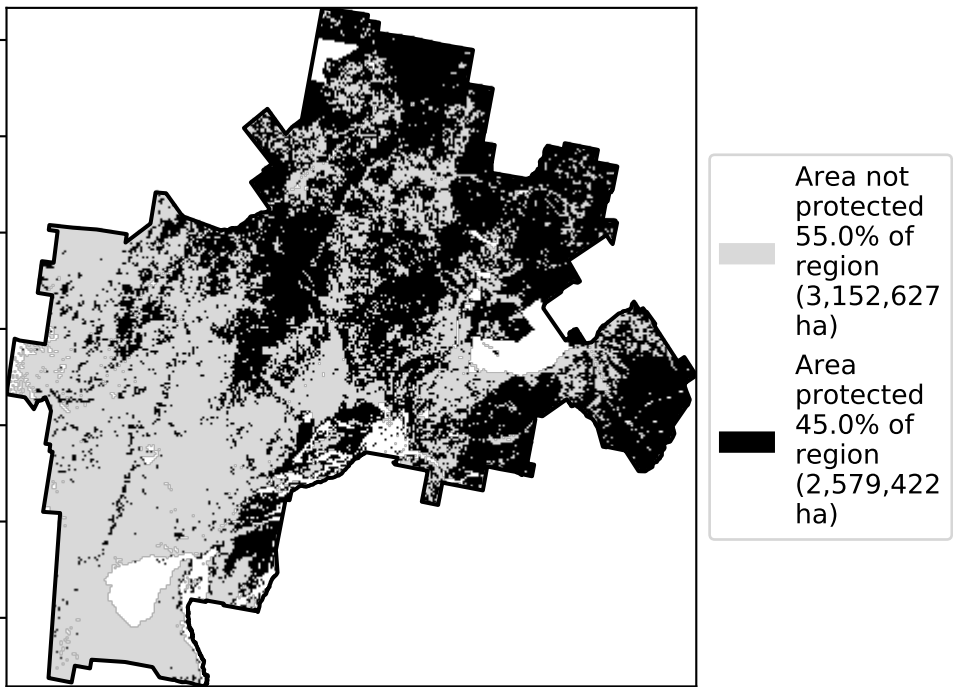 Area not
protected
55.0% of
region
(3,152,627
ha)
Area
protected
45.0% of
region
(2,579,422
ha)